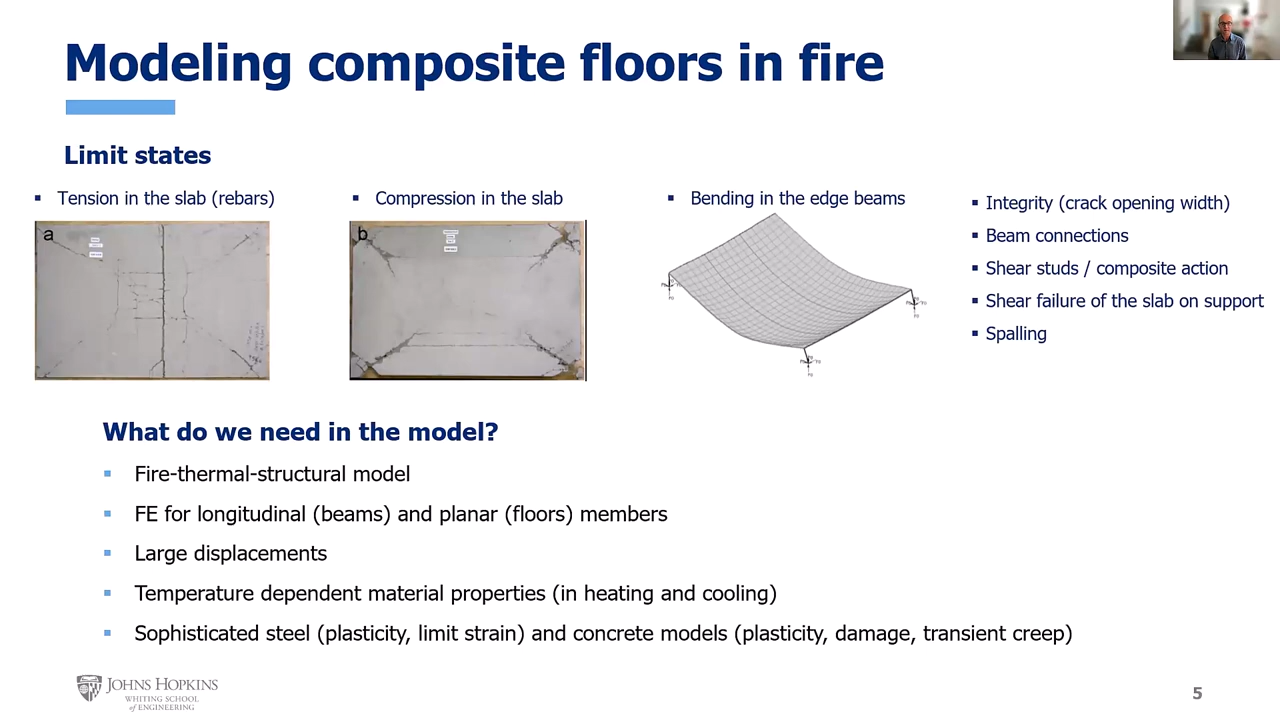 Modeling composite floors in fire
Limit states
▪ Tension in the slab (rebars)
▪ Compression in the slab
▪ Bending in the edge beams
a
b
▪ Integrity (crack opening width)
▪ Beam connections
▪ Shear studs / composite action
▪ Shear failure of the slab on support
▪ Spalling
What do we need in the model?
▪ Fire-thermal-structural model
▪ FE for longitudinal (beams) and planar (floors) members
▪ Large displacements
▪ Temperature dependent material properties (in heating and cooling)
▪ Sophisticated steel (plasticity, limit strain) and concrete models (plasticity, damage, transient creep)
JOHNS HOPKINS
WHITING SCHOOL
of ENGINEERING
5